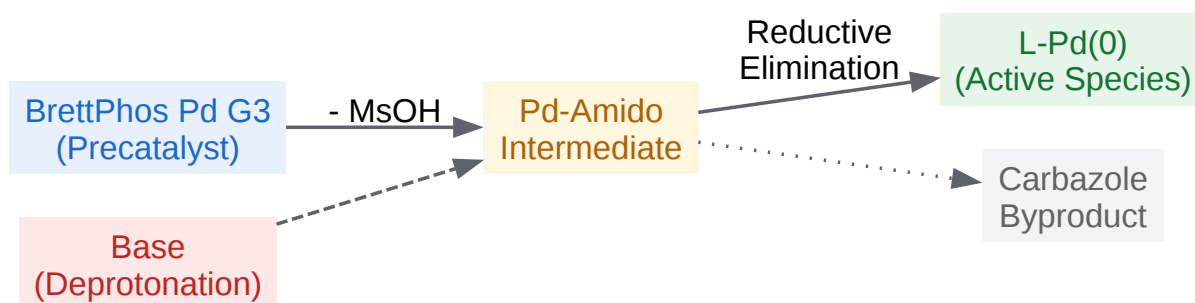 BrettPhos Pd G3
(Precatalyst)
- MsOH
Base
(Deprotonation)
Pd-Amido
Intermediate
Reductive
Elimination
L-Pd(0)
(Active Species)
Carbazole
Byproduct